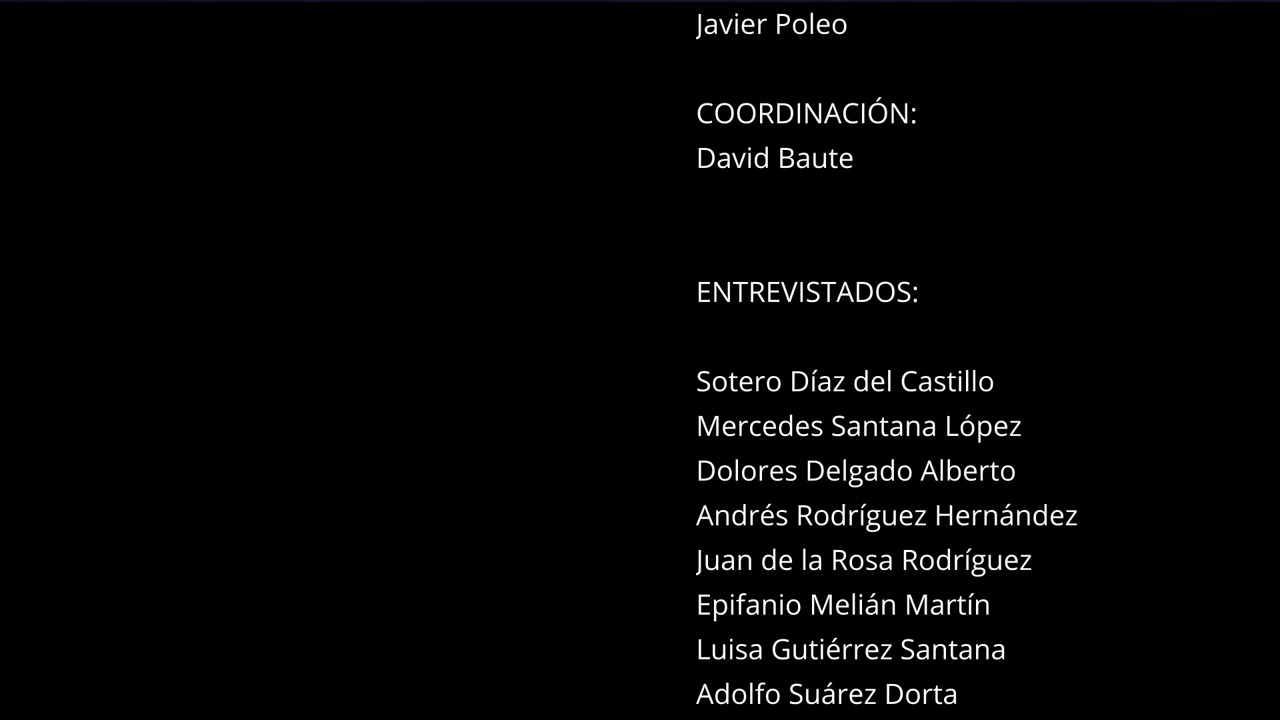 Javier Poleo
COORDINACIÓN:
David Baute
ENTREVISTADOS:
Sotero Díaz del Castillo
Mercedes Santana López
Dolores Delgado Alberto
Andrés Rodríguez Hernández
Juan de la Rosa Rodríguez
Epifanio Melián Martín
Luisa Gutiérrez Santana
Adolfo Suárez Dorta